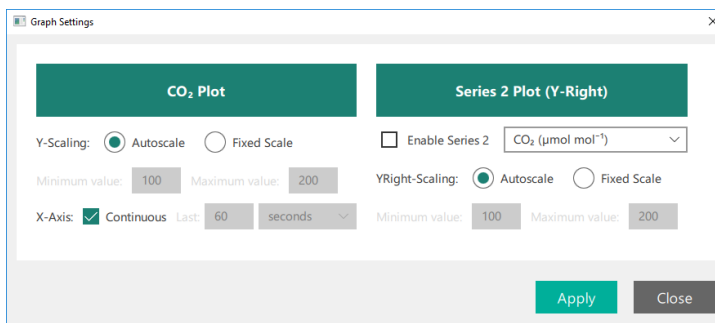 Graph Settings
CO₂ Plot
Y-Scaling: Autoscale Fixed Scale
Minimum value: 100 Maximum value: 200
X-Axis: Continuous Last: 60 seconds
Series 2 Plot (Y-Right)
Enable Series 2 CO₂ (µmol mol⁻¹)
YRight-Scaling: Autoscale Fixed Scale
Minimum value: 100 Maximum value: 200
Apply Close